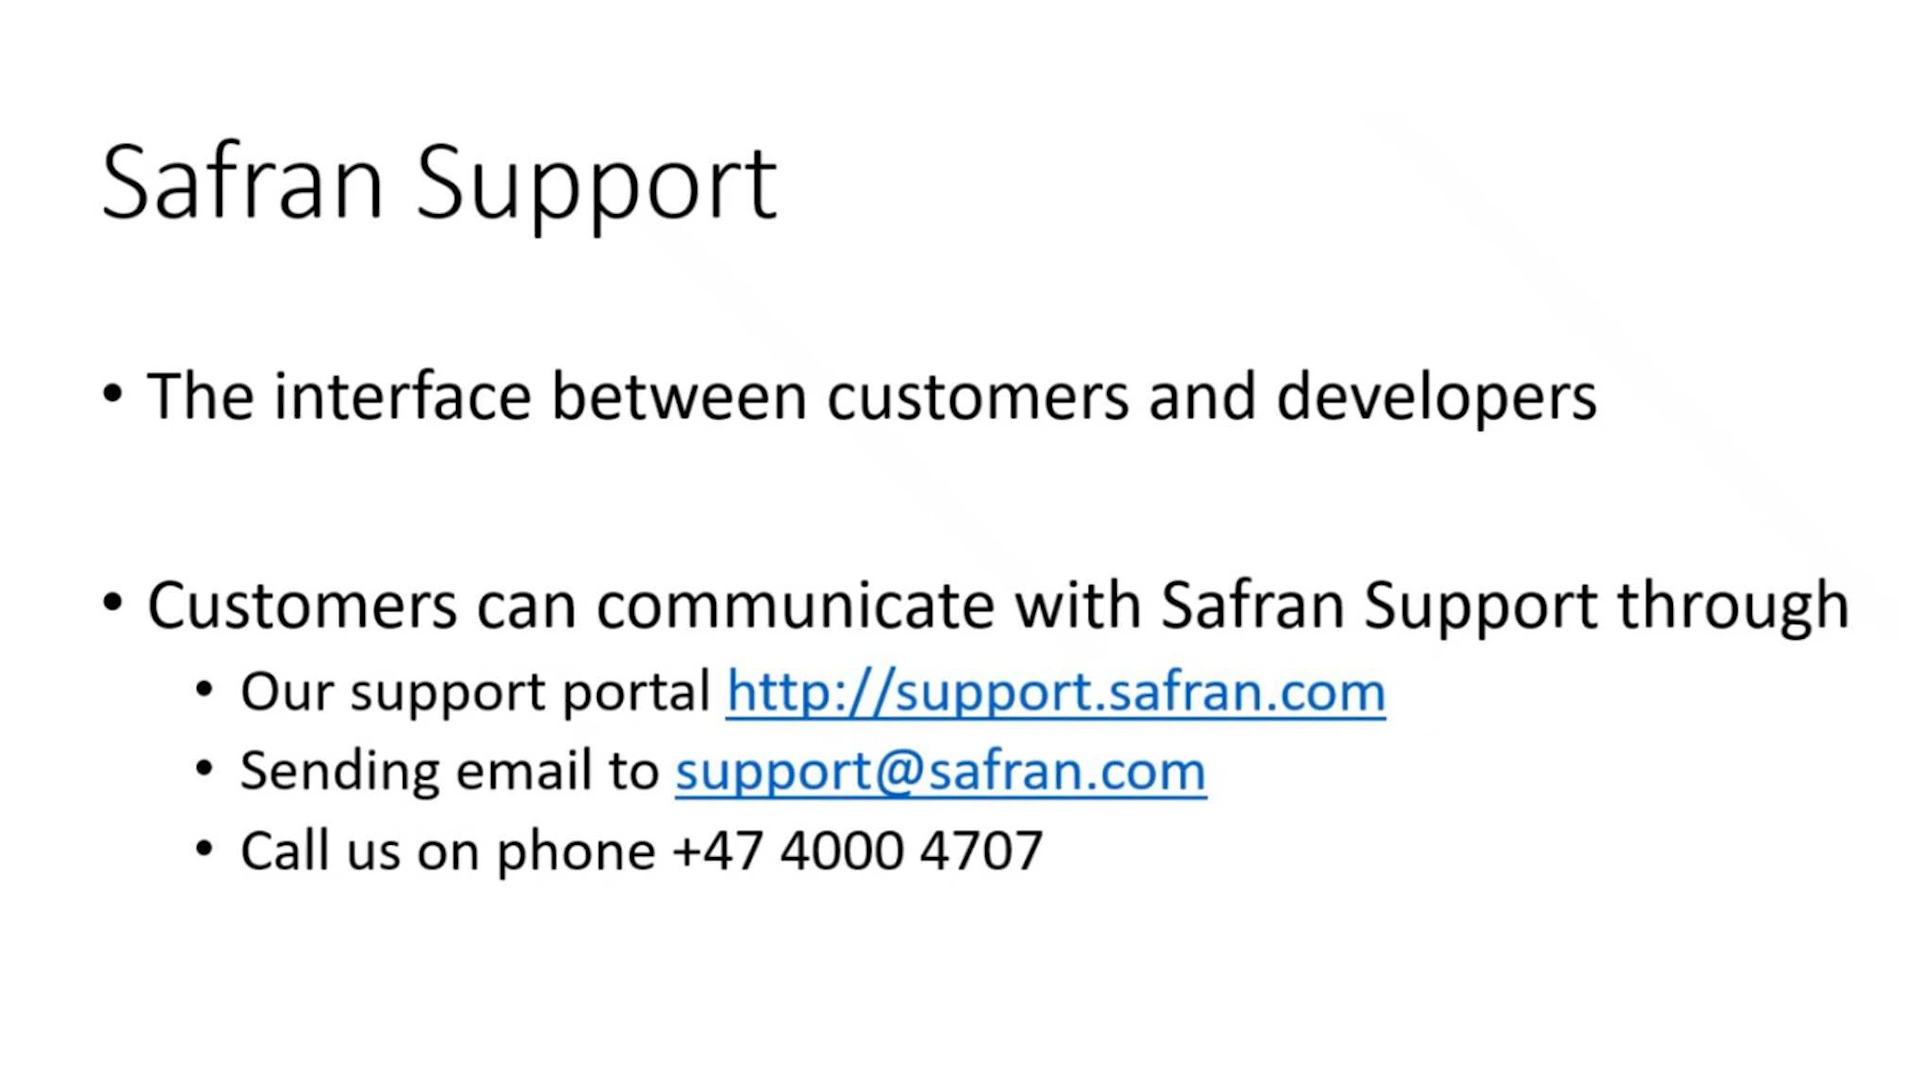 Safran Support
• The interface between customers and developers
• Customers can communicate with Safran Support through
• Our support portal http://support.safran.com
• Sending email to support@safran.com
• Call us on phone +47 4000 4707